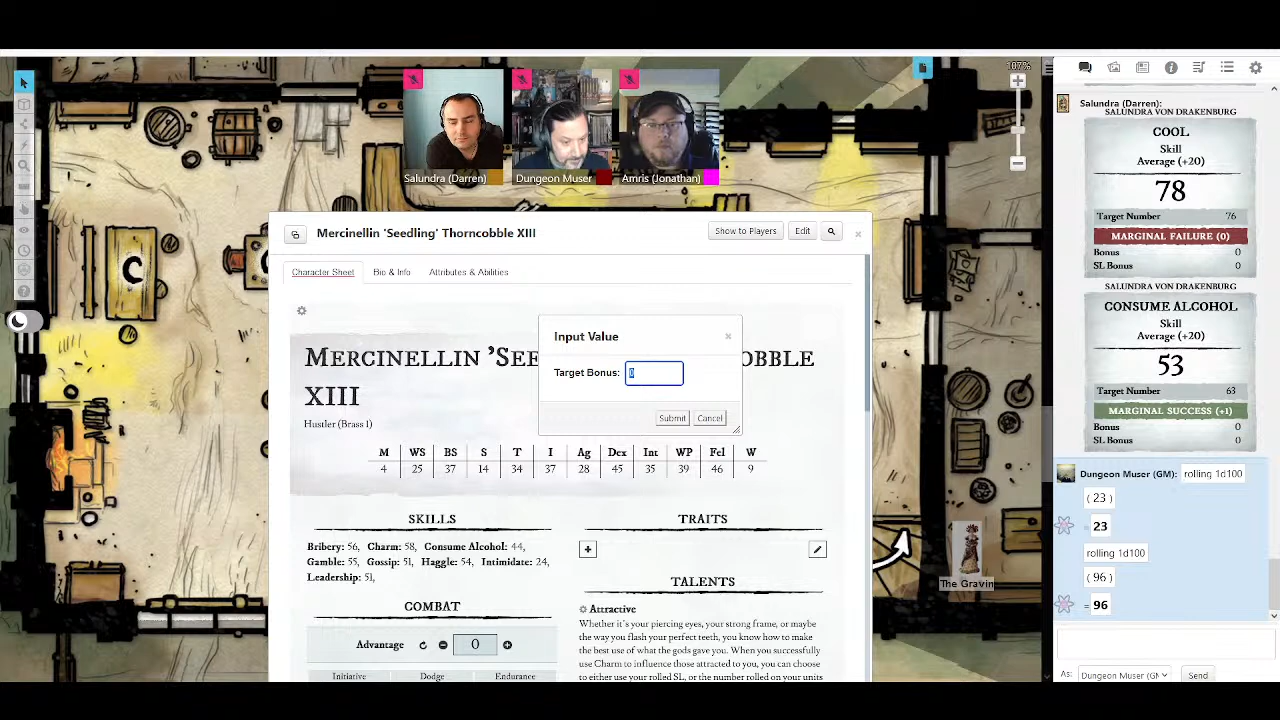 107%
Salundra (Darren)
Dungeon Muser
Amris (Jonathan)
C
The Gravin
Mercinellin 'Seedling' Thorncobble XIII
Show to Players
Edit
Character Sheet
Bio & Info
Attributes & Abilities
Input Value
Target Bonus: 0
Submit
Cancel
MERCINELLIN 'SEE
OBBLE
XIII
Hustler (Brass 1)
M WS BS S T I Ag Dex Int WP Fel W
4 25 37 14 34 37 28 45 35 39 46 9
SKILLS
Bribery: 56, Charm: 58, Consume Alcohol: 44,
Gamble: 55, Gossip: 51, Haggle: 54, Intimidate: 24,
Leadership: 51,
COMBAT
Advantage 0
Initiative Dodge Endurance
TRAITS
TALENTS
Attractive
Whether it's your piercing eyes, your strong frame, or maybe
the way you flash your perfect teeth, you know how to make
the best use of what the gods gave you. When you successfully
use Charm to influence those attracted to you, you can choose
to either use your rolled SL, or the number rolled on your units
Salundra (Darren):
SALUNDRA VON DRAKENBURG
COOL
Skill
Average (+20)
78
Target Number 76
MARGINAL FAILURE (0)
Bonus 0
SL Bonus 0
SALUNDRA VON DRAKENBURG
CONSUME ALCOHOL
Skill
Average (+20)
53
Target Number 63
MARGINAL SUCCESS (+1)
Bonus 0
SL Bonus 0
Dungeon Muser (GM): rolling 1d100
( 23 )
= 23
rolling 1d100
( 96 )
= 96
As: Dungeon Muser (GM
Send